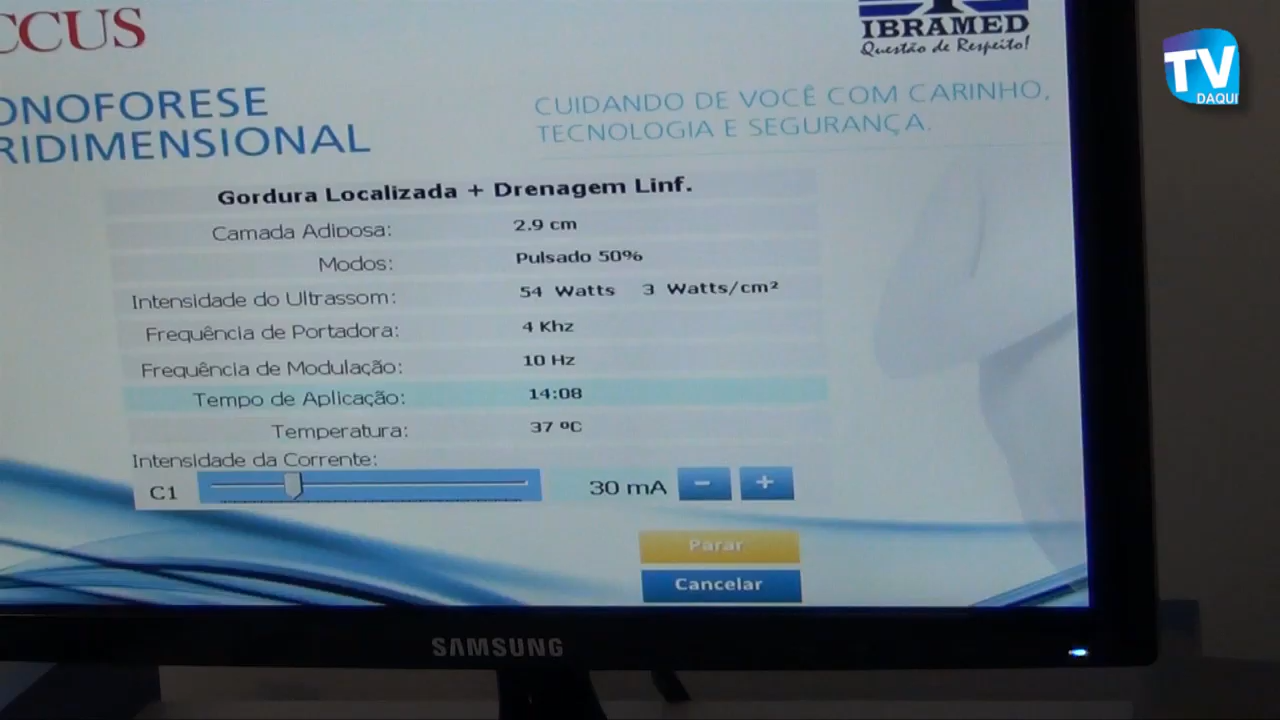 CCUS
IBRAMED
Questão de Respeito!
TV
DAQUI
ONOFORESE
RIDIMENSIONAL
CUIDANDO DE VOCÊ COM CARINHO,
TECNOLOGIA E SEGURANÇA.
Gordura Localizada + Drenagem Linf.
Camada Adiposa: 2.9 cm
Modos: Pulsado 50%
Intensidade do Ultrassom: 54 Watts 3 Watts/cm²
Frequência de Portadora: 4 Khz
Frequência de Modulação: 10 Hz
Tempo de Aplicação: 14:08
Temperatura: 37 ºC
Intensidade da Corrente:
C1 30 mA - +
Parar
Cancelar
SAMSUNG